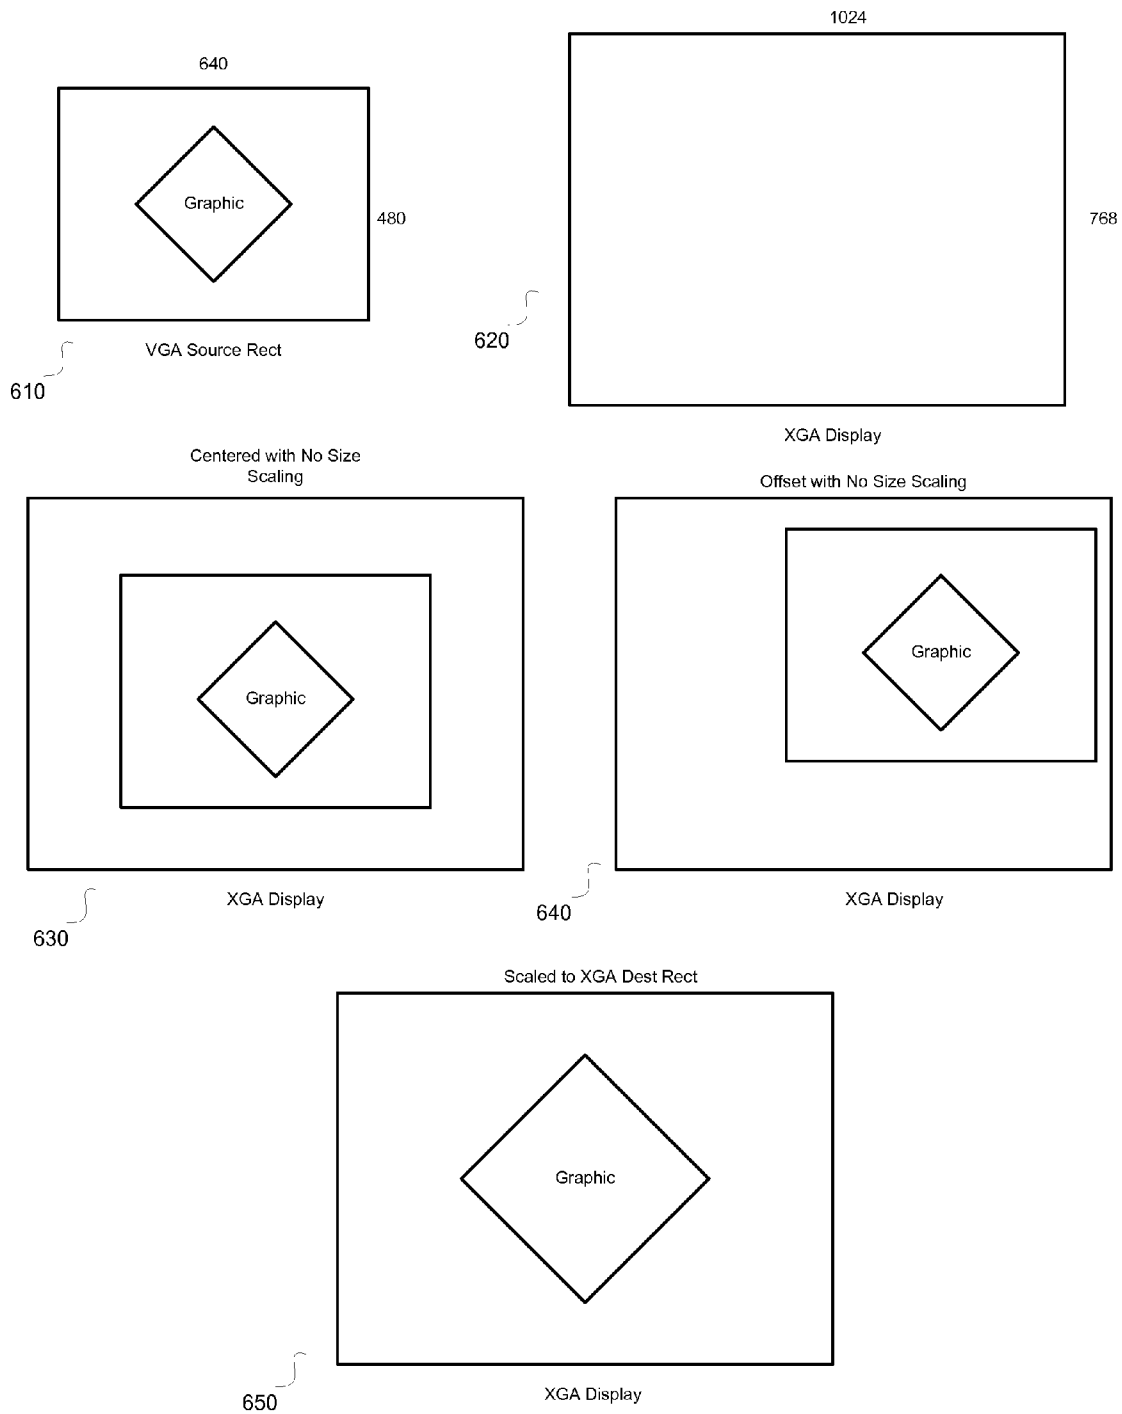 640
1024
Graphic
480
768
VGA Source Rect
610
620
XGA Display
Centered with No Size
Scaling
Graphic
XGA Display
630
Offset with No Size Scaling
Graphic
XGA Display
640
Scaled to XGA Dest Rect
Graphic
XGA Display
650